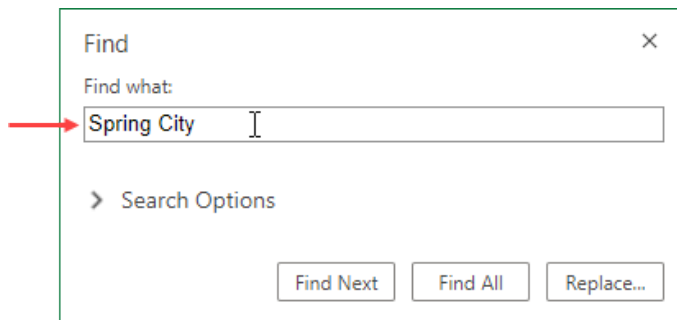 Find
Find what:
Spring City
Search Options
Find Next Find All Replace...